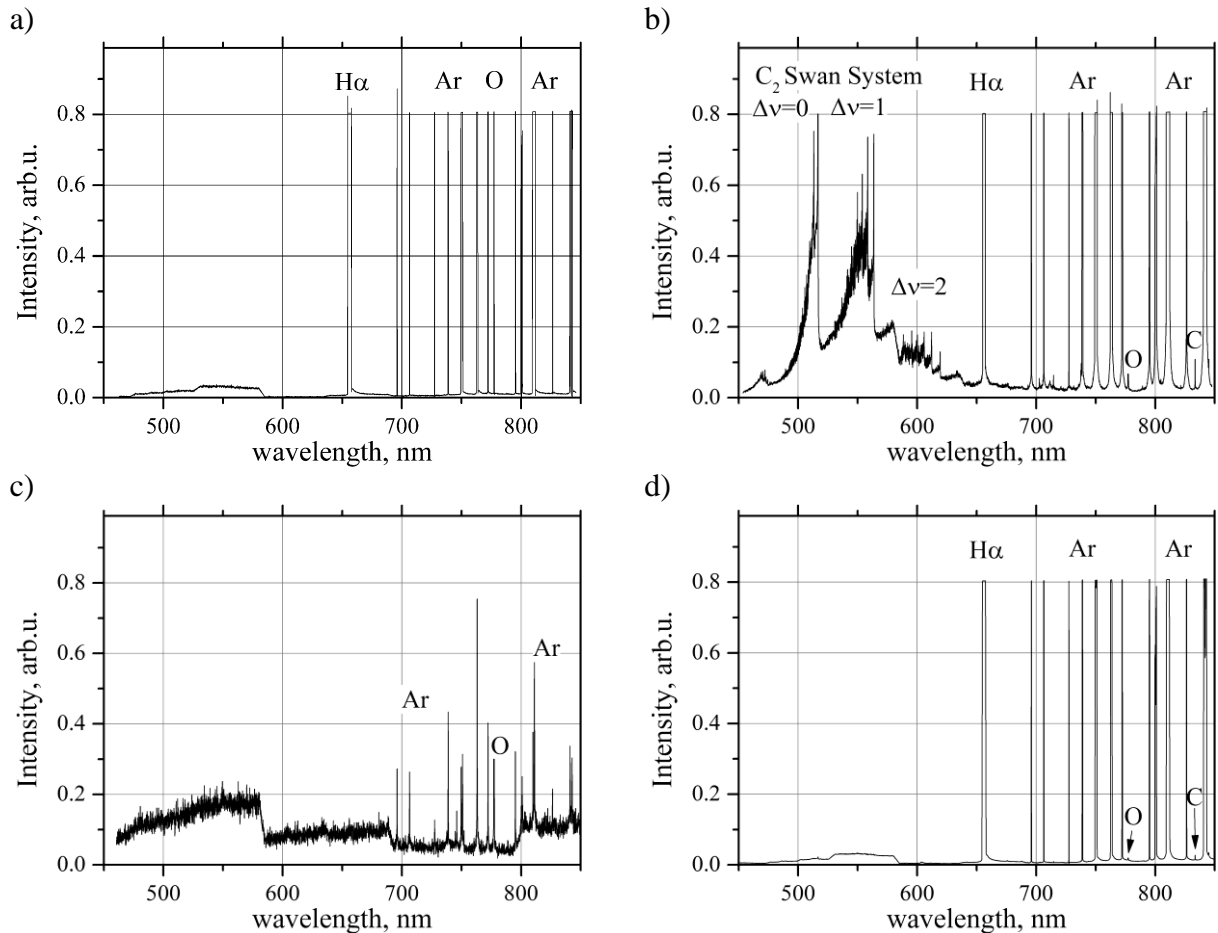 a)
Hα Ar O Ar
0.8
0.6
0.4
0.2
0.0
Intensity, arb.u.
500 600 700 800
wavelength, nm
b)
C₂ Swan System
Δν=0 Δν=1 Hα Ar Ar
Δν=2
O C
0.8
0.6
0.4
0.2
0.0
Intensity, arb.u.
500 600 700 800
wavelength, nm
c)
Ar
Ar
O
0.8
0.6
0.4
0.2
0.0
Intensity, arb.u.
500 600 700 800
wavelength, nm
d)
Hα Ar Ar
O C
0.8
0.6
0.4
0.2
0.0
Intensity, arb.u.
500 600 700 800
wavelength, nm